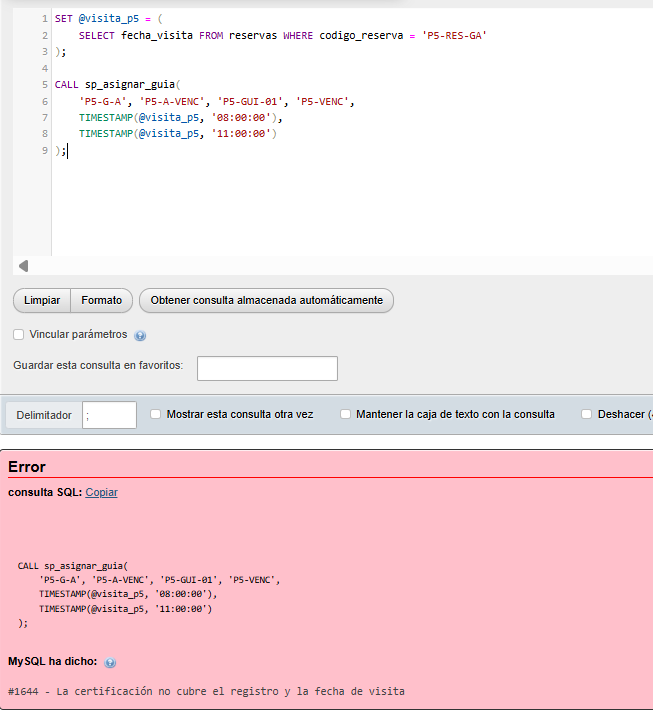 1 SET @visita_p5 = (
2 SELECT fecha_visita FROM reservas WHERE codigo_reserva = 'P5-RES-GA'
3 );
4
5 CALL sp_asignar_guia(
6 'P5-G-A', 'P5-A-VENC', 'P5-GUI-01', 'P5-VENC',
7 TIMESTAMP(@visita_p5, '08:00:00'),
8 TIMESTAMP(@visita_p5, '11:00:00')
9 );
Limpiar Formato Obtener consulta almacenada automáticamente
Vincular parámetros
Guardar esta consulta en favoritos:
Delimitador ; Mostrar esta consulta otra vez Mantener la caja de texto con la consulta Deshacer (
Error
consulta SQL: Copiar
CALL sp_asignar_guia(
'P5-G-A', 'P5-A-VENC', 'P5-GUI-01', 'P5-VENC',
TIMESTAMP(@visita_p5, '08:00:00'),
TIMESTAMP(@visita_p5, '11:00:00')
);
MySQL ha dicho:
#1644 - La certificación no cubre el registro y la fecha de visita